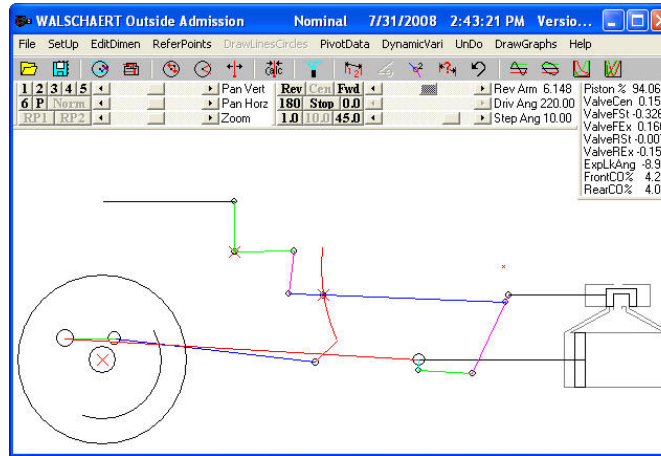 WALSCHAERT Outside Admission Nominal 7/31/2008 2:43:21 PM Versio...
File SetUp EditDimen ReferPoints DrawLinesCircles PivotData DynamicVari UnDo DrawGraphs Help
1 2 3 4 5 Pan Vert Rev Cen Fwd Rev Arm 6.148
6 P Norm Pan Horz 180 Stop 0.0 Driv Ang 220.00
RP1 RP2 Zoom 1.0 10.0 45.0 Step Ang 10.00
Piston % 94.06
ValveCen 0.15
ValveFSt -0.326
ValveFEx 0.160
ValveRSt -0.00
ValveREx -0.15
ExpLkAng -8.9
FrontCO% 4.2
RearCO% 4.0